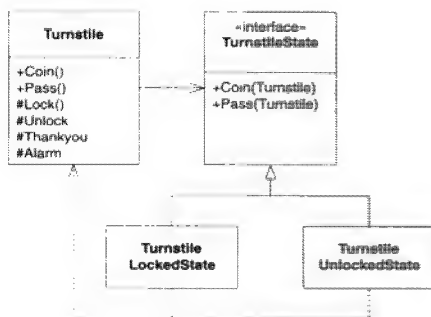 Turnstile
+Coin()
+Pass()
#Lock()
#Unlock
#Thankyou
#Alarm
«interface»
TurnstileState
+Coin(Turnstile)
+Pass(Turnstile)
Turnstile
LockedState
Turnstile
UnlockedState